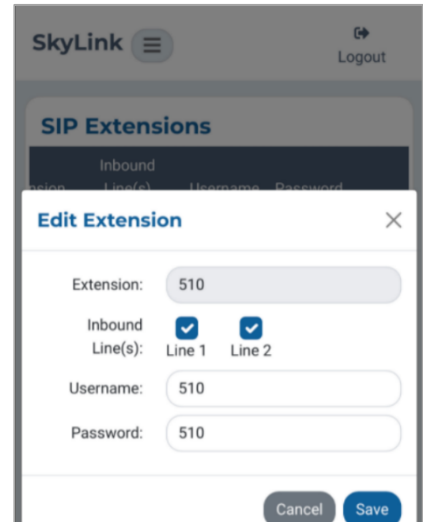 SkyLink
Logout
SIP Extensions
Inbound
Line(s) Username Password
Edit Extension
Extension: 510
Inbound
Line(s):
Line 1 Line 2
Username: 510
Password: 510
Cancel Save